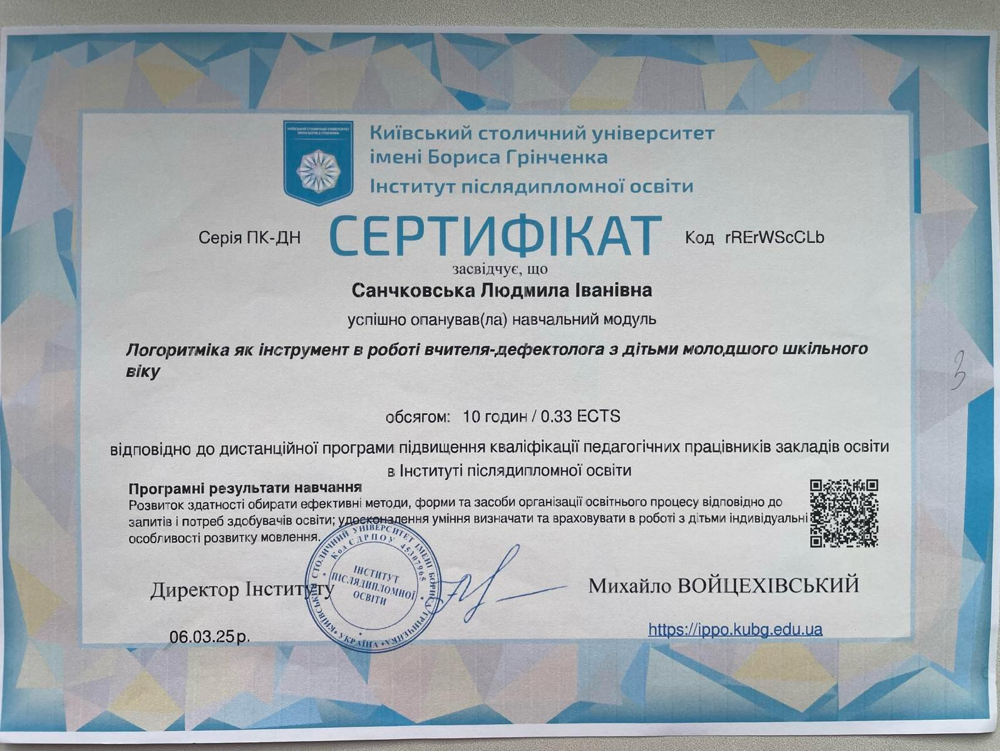 КИЇВСЬКИЙ СТОЛИЧНИЙ УНІВЕРСИТЕТ
ІМЕНІ БОРИСА ГРІНЧЕНКА
Київський столичний університет
імені Бориса Грінченка
Інститут післядипломної освіти
Серія ПК-ДН
СЕРТИФІКАТ
Код rRErWScCLb
засвідчує, що
Санчковська Людмила Іванівна
успішно опанував(ла) навчальний модуль
Логоритміка як інструмент в роботі вчителя-дефектолога з дітьми молодшого шкільного
віку
3
обсягом: 10 годин / 0.33 ECTS
відповідно до дистанційної програми підвищення кваліфікації педагогічних працівників закладів освіти
в Інституті післядипломної освіти
Програмні результати навчання
Розвиток здатності обирати ефективні методи, форми та засоби організації освітнього процесу відповідно до
запитів і потреб здобувачів освіти; удосконалення уміння визначати та враховувати в роботі з дітьми індивідуальні
особливості розвитку мовлення.
КИЇВСЬКИЙ СТОЛИЧНИЙ УНІВЕРСИТЕТ ІМЕНІ БОРИСА ГРІНЧЕНКА
* УКРАЇНА *
Код ЄДРПОУ 45307965
ІНСТИТУТ
ПІСЛЯДИПЛОМНОЇ
ОСВІТИ
Директор Інституту
Михайло ВОЙЦЕХІВСЬКИЙ
06.03.25р.
https://ippo.kubg.edu.ua